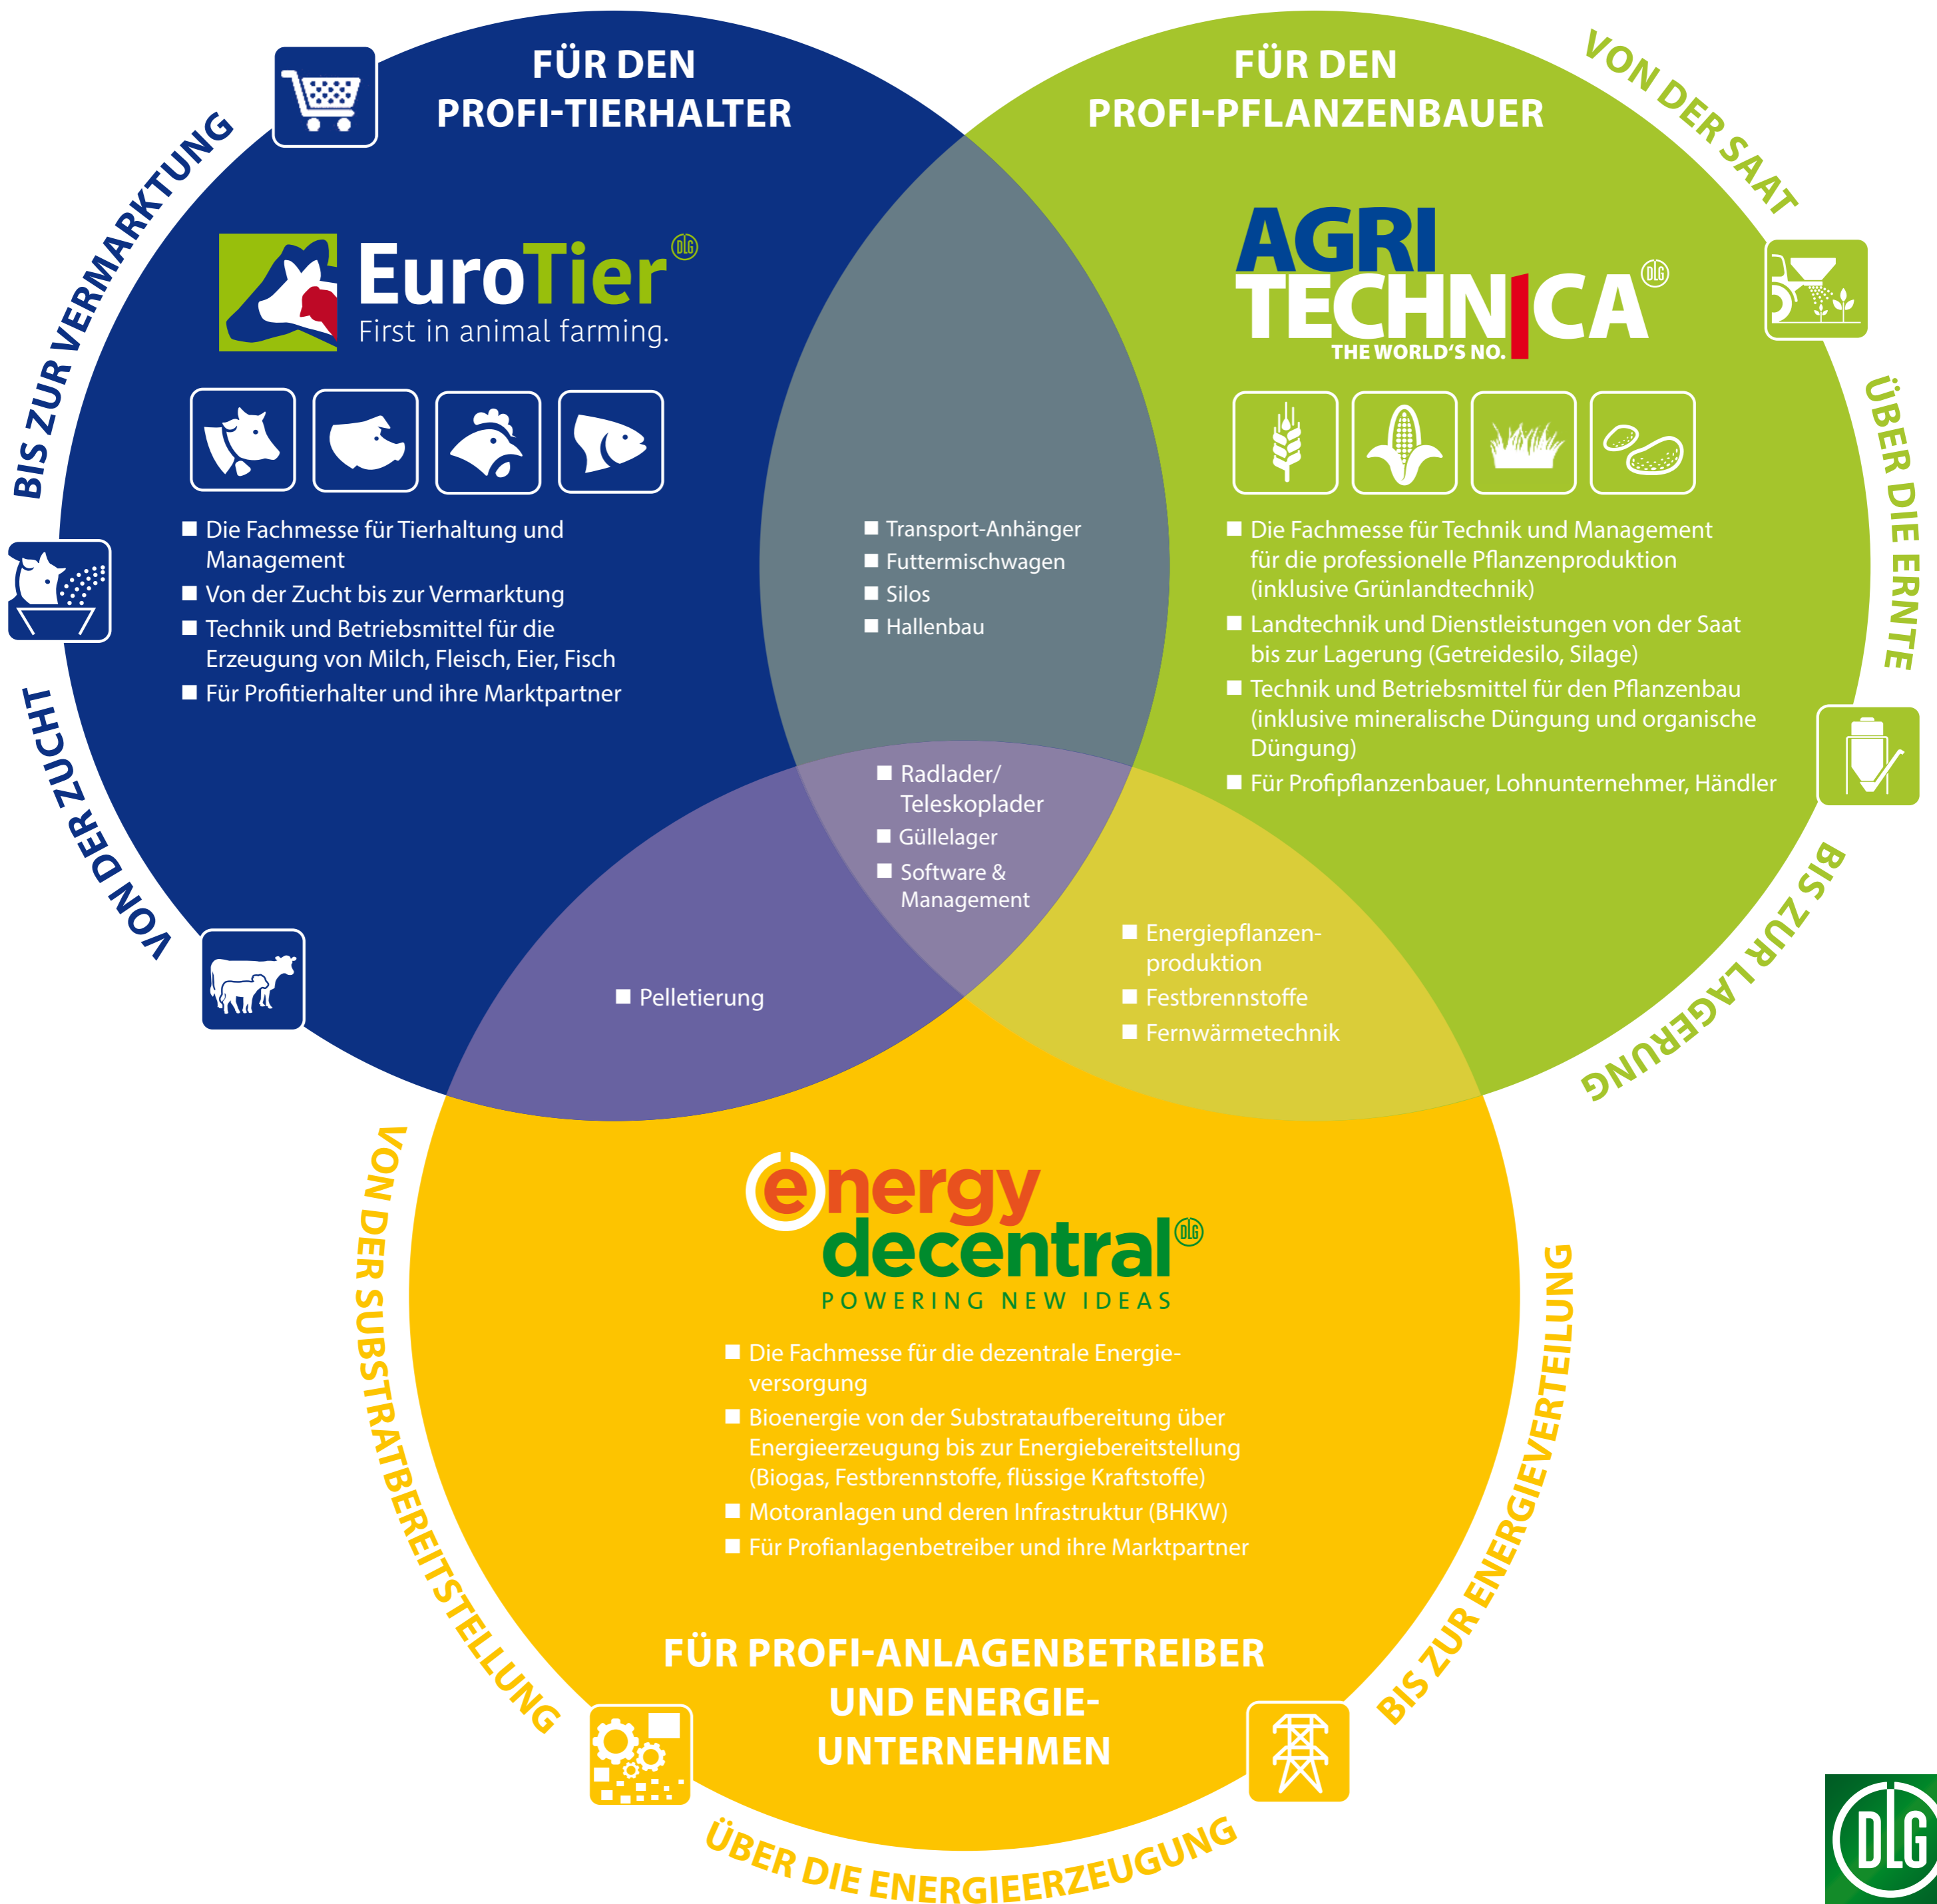 FÜR DEN
PROFI-TIERHALTER
BIS ZUR VERMARKTUNG
VON DER ZUCHT
EuroTier DLG
First in animal farming.
■ Die Fachmesse für Tierhaltung und
Management
■ Von der Zucht bis zur Vermarktung
■ Technik und Betriebsmittel für die
Erzeugung von Milch, Fleisch, Eier, Fisch
■ Für Profitierhalter und ihre Marktpartner
■ Transport-Anhänger
■ Futtermischwagen
■ Silos
■ Hallenbau
FÜR DEN
PROFI-PFLANZENBAUER
VON DER SAAT
ÜBER DIE ERNTE
BIS ZUR LAGERUNG
AGRI
TECHNICA DLG
THE WORLD'S NO.
■ Die Fachmesse für Technik und Management
für die professionelle Pflanzenproduktion
(inklusive Grünlandtechnik)
■ Landtechnik und Dienstleistungen von der Saat
bis zur Lagerung (Getreidesilo, Silage)
■ Technik und Betriebsmittel für den Pflanzenbau
(inklusive mineralische Düngung und organische
Düngung)
■ Für Profipflanzenbauer, Lohnunternehmer, Händler
■ Radlader/
Teleskoplader
■ Güllelager
■ Software &
Management
■ Pelletierung
■ Energiepflanzen-
produktion
■ Festbrennstoffe
■ Fernwärmetechnik
energy
decentral DLG
POWERING NEW IDEAS
■ Die Fachmesse für die dezentrale Energie-
versorgung
■ Bioenergie von der Substrataufbereitung über
Energieerzeugung bis zur Energiebereitstellung
(Biogas, Festbrennstoffe, flüssige Kraftstoffe)
■ Motoranlagen und deren Infrastruktur (BHKW)
■ Für Profianlagenbetreiber und ihre Marktpartner
FÜR PROFI-ANLAGENBETREIBER
UND ENERGIE-
UNTERNEHMEN
VON DER SUBSTRATBEREITSTELLUNG
ÜBER DIE ENERGIEERZEUGUNG
BIS ZUR ENERGIEVERTEILUNG
DLG